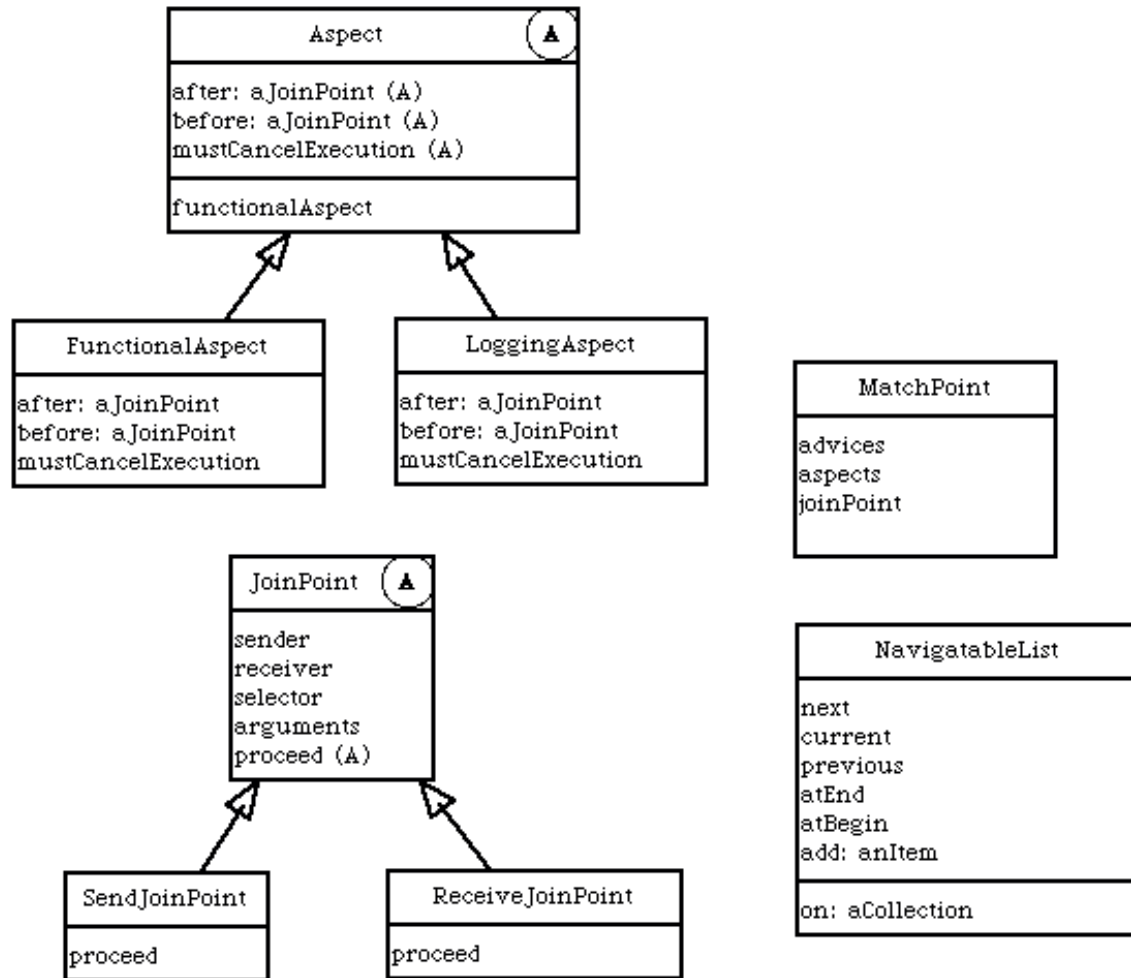 Aspect
A
after: aJoinPoint (A)
before: aJoinPoint (A)
mustCancelExecution (A)
functionalAspect
FunctionalAspect
after: aJoinPoint
before: aJoinPoint
mustCancelExecution
LoggingAspect
after: aJoinPoint
before: aJoinPoint
mustCancelExecution
MatchPoint
advices
aspects
joinPoint
JoinPoint
A
sender
receiver
selector
arguments
proceed (A)
NavigatableList
next
current
previous
atEnd
atBegin
add: anItem
on: aCollection
SendJoinPoint
proceed
ReceiveJoinPoint
proceed